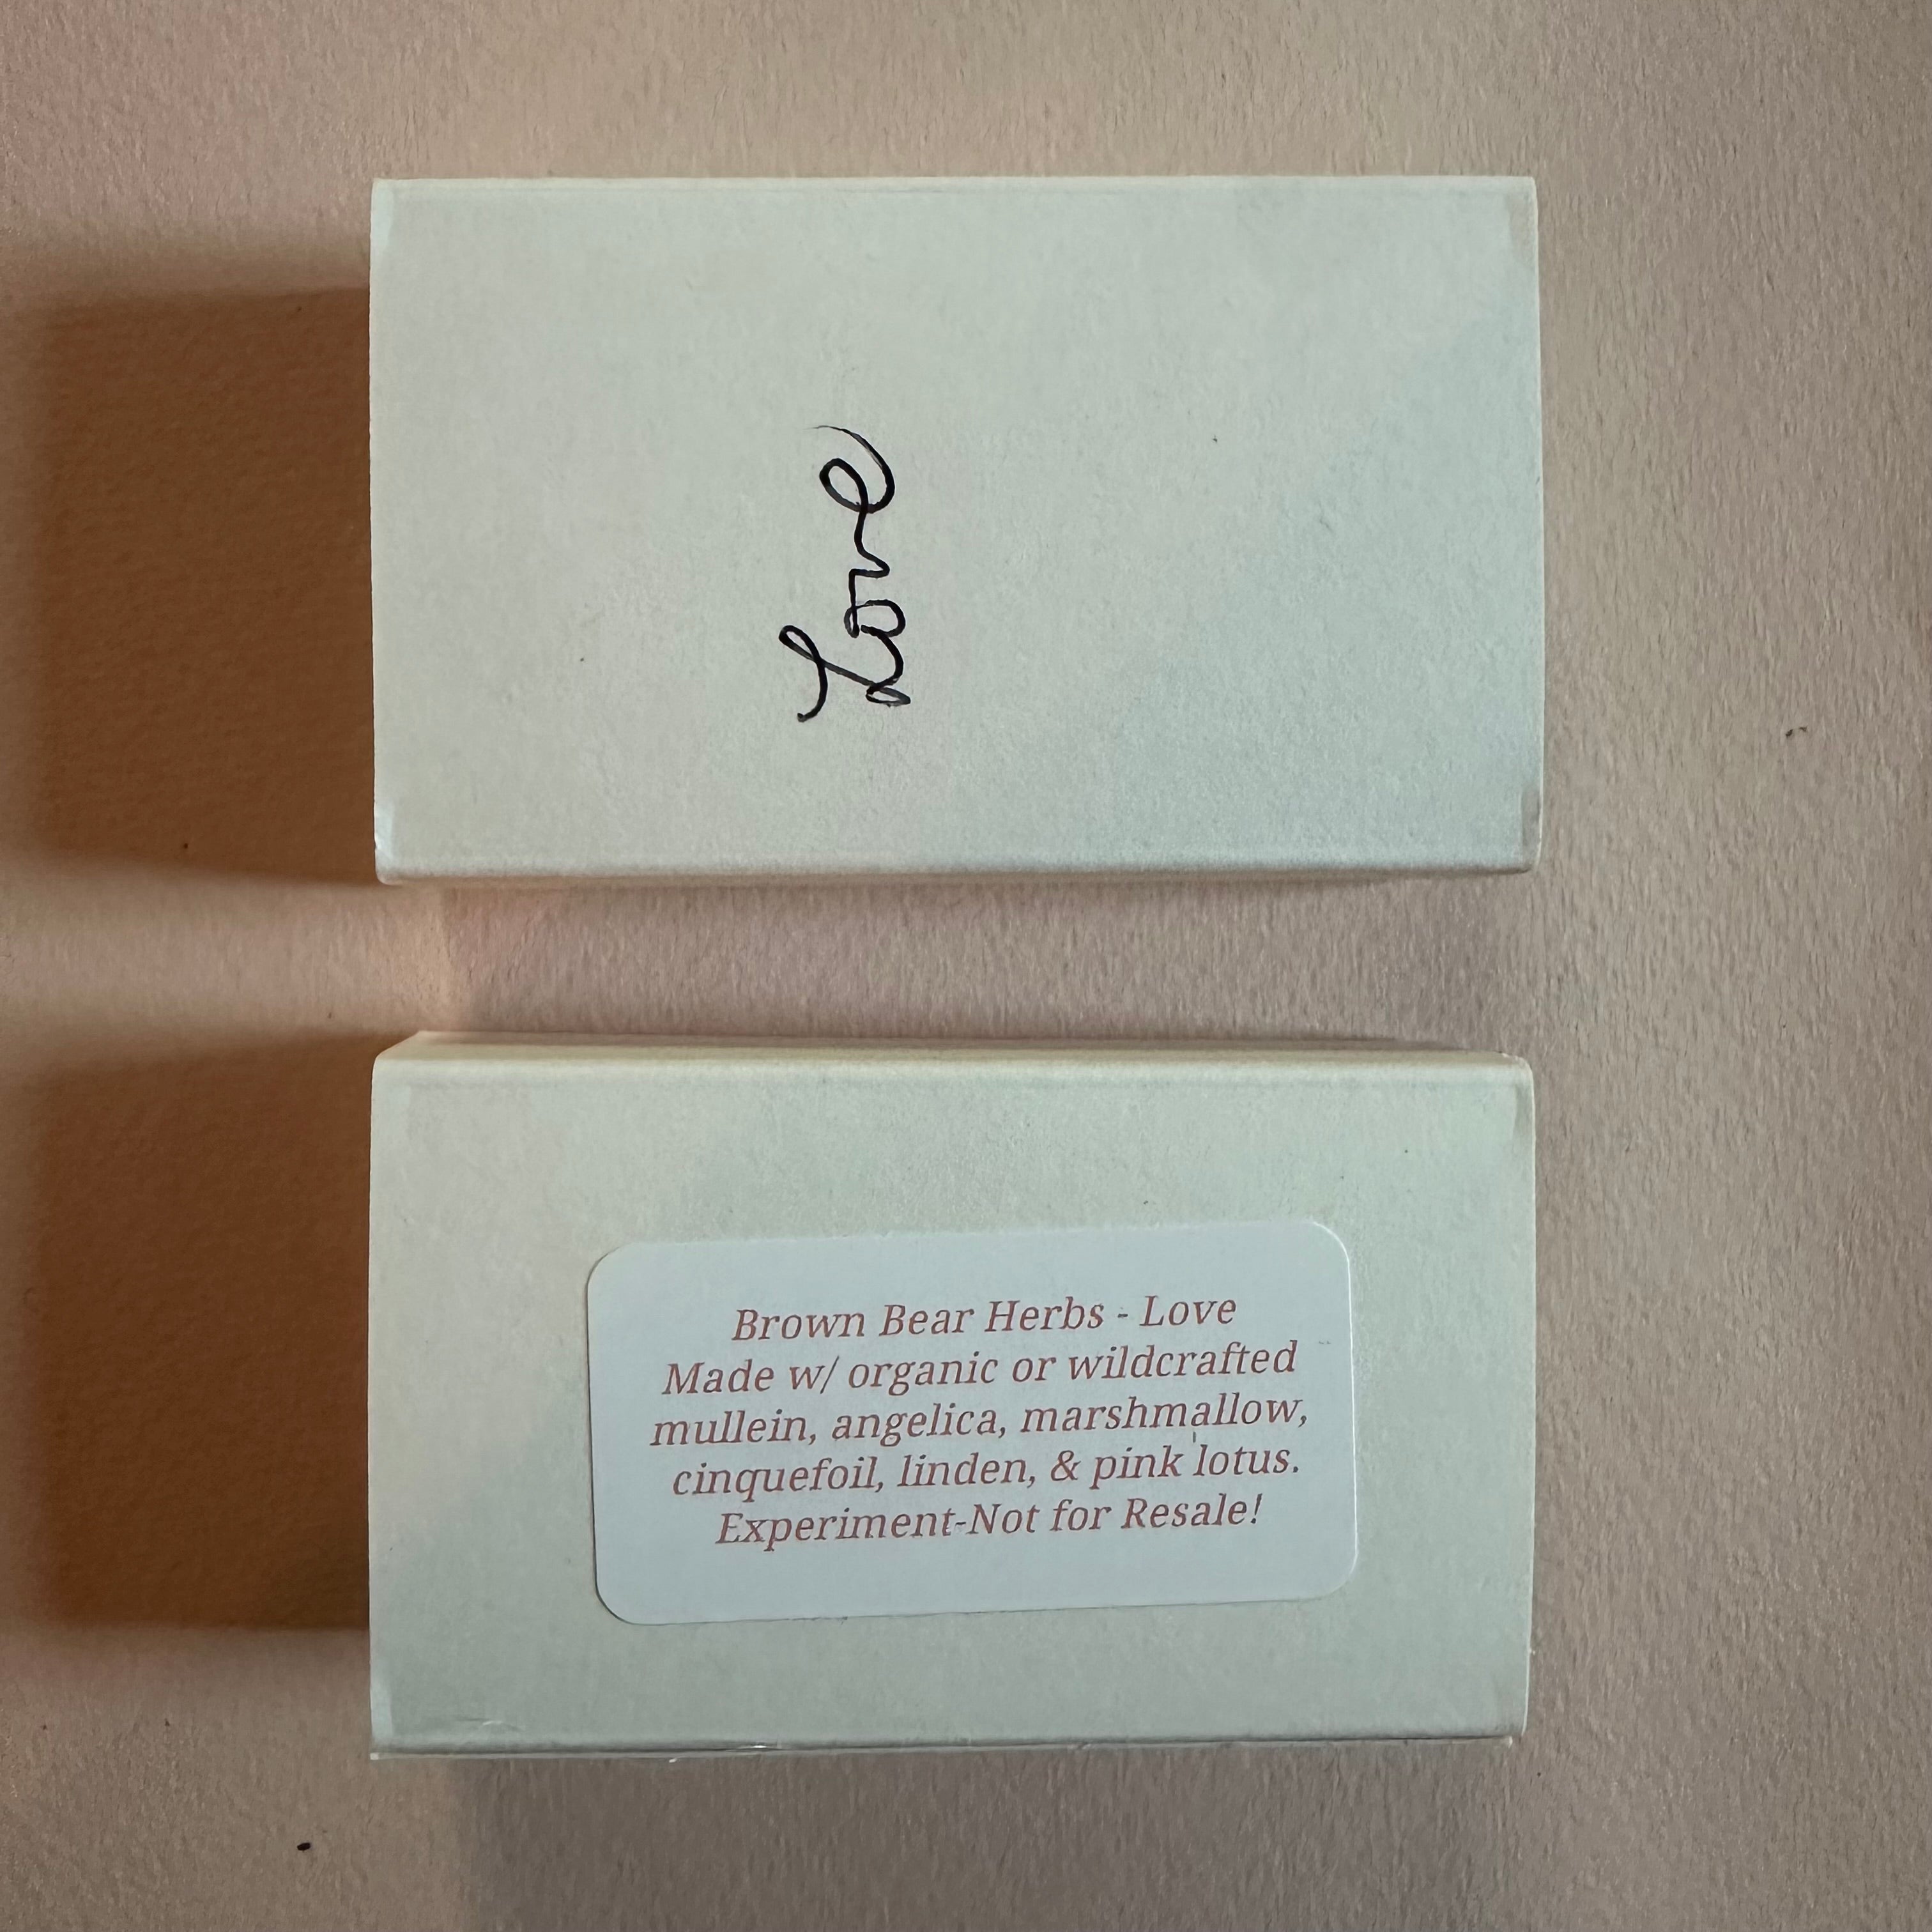 Love
Brown Bear Herbs - Love
Made w/ organic or wildcrafted
mullein, angelica, marshmallow,
cinquefoil, linden, & pink lotus.
Experiment-Not for Resale!